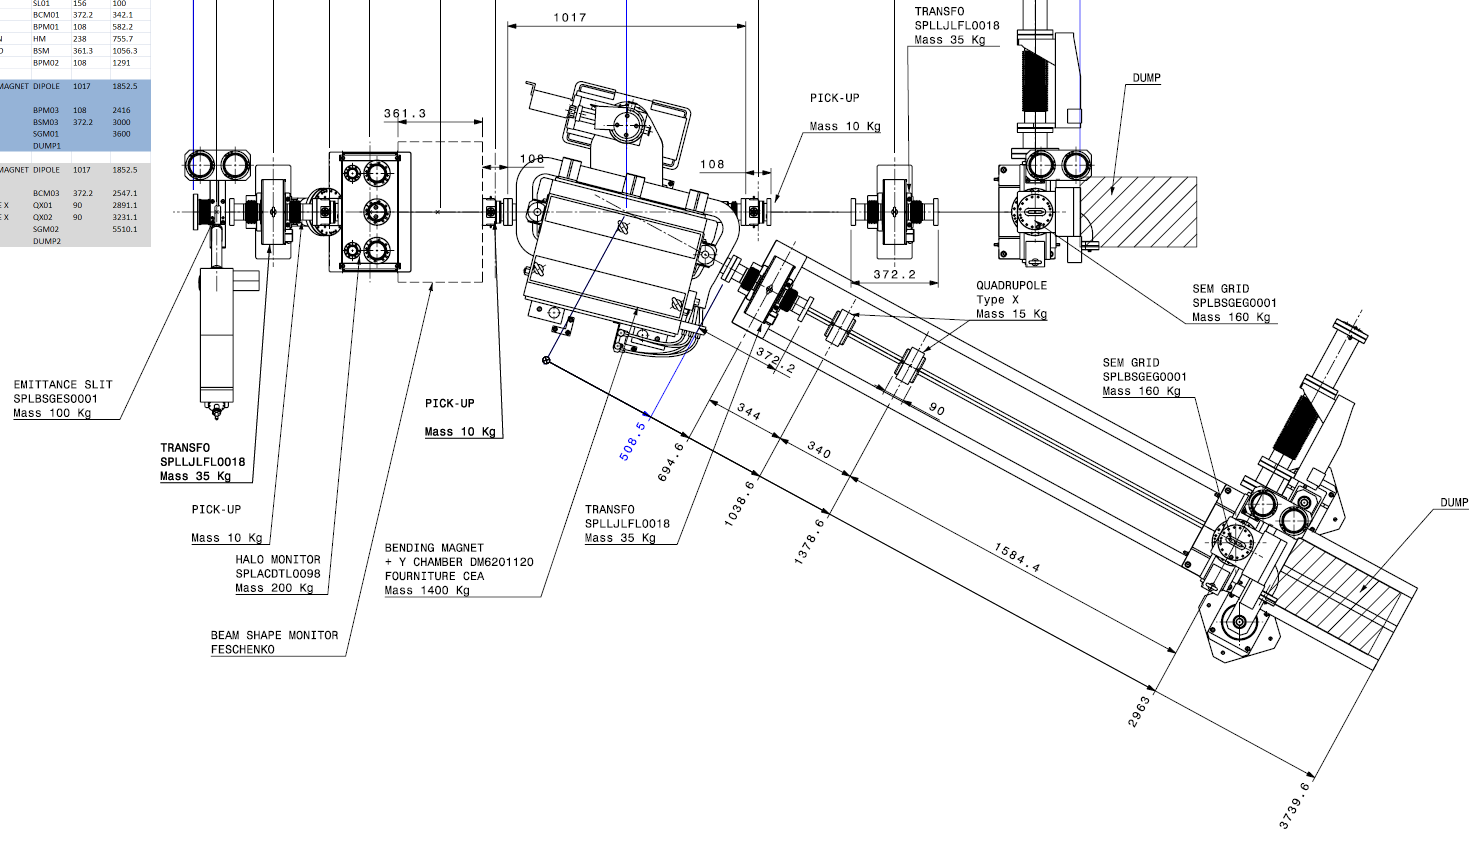 SL01 156 100
BCM01 372.2 342.1
BPM01 108 582.2
N HM 238 755.7
O BSM 361.3 1056.3
BPM02 108 1291
MAGNET DIPOLE 1017 1852.5
BPM03 108 2416
BSM03 372.2 3000
SGM01 3600
DUMP1
MAGNET DIPOLE 1017 1852.5
BCM03 372.2 2547.1
E X QX01 90 2891.1
E X QX02 90 3231.1
SGM02 5510.1
DUMP2
1017
TRANSFO
SPLLJLFL0018
Mass 35 Kg
DUMP
361.3
PICK-UP
Mass 10 Kg
108
108
372.2
QUADRUPOLE
Type X
Mass 15 Kg
SEM GRID
SPLBSGEG0001
Mass 160 Kg
SEM GRID
SPLBSGEG0001
Mass 160 Kg
EMITTANCE SLIT
SPLBSGES0001
Mass 100 Kg
372.2
PICK-UP
Mass 10 Kg
344
90
508.5
340
694.6
TRANSFO
SPLLJLFL0018
Mass 35 Kg
1038.6
1378.6
DUMP
PICK-UP
Mass 10 Kg
TRANSFO
SPLLJLFL0018
Mass 35 Kg
HALO MONITOR
SPLACDTL0098
Mass 200 Kg
BENDING MAGNET
+ Y CHAMBER DM6201120
FOURNITURE CEA
Mass 1400 Kg
1584.4
BEAM SHAPE MONITOR
FESCHENKO
2963
3739.6